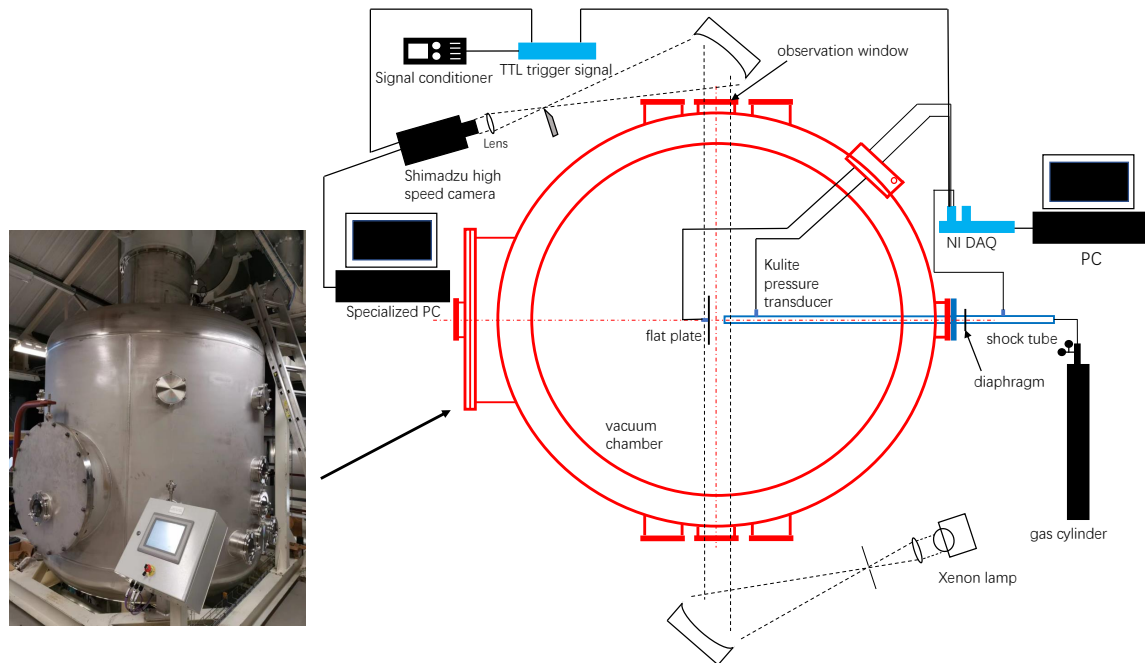 observation window
Signal conditioner
TTL trigger signal
Lens
Shimadzu high
speed camera
NI DAQ
PC
Kulite
pressure
transducer
Specialized PC
flat plate
shock tube
diaphragm
vacuum
chamber
gas cylinder
Xenon lamp